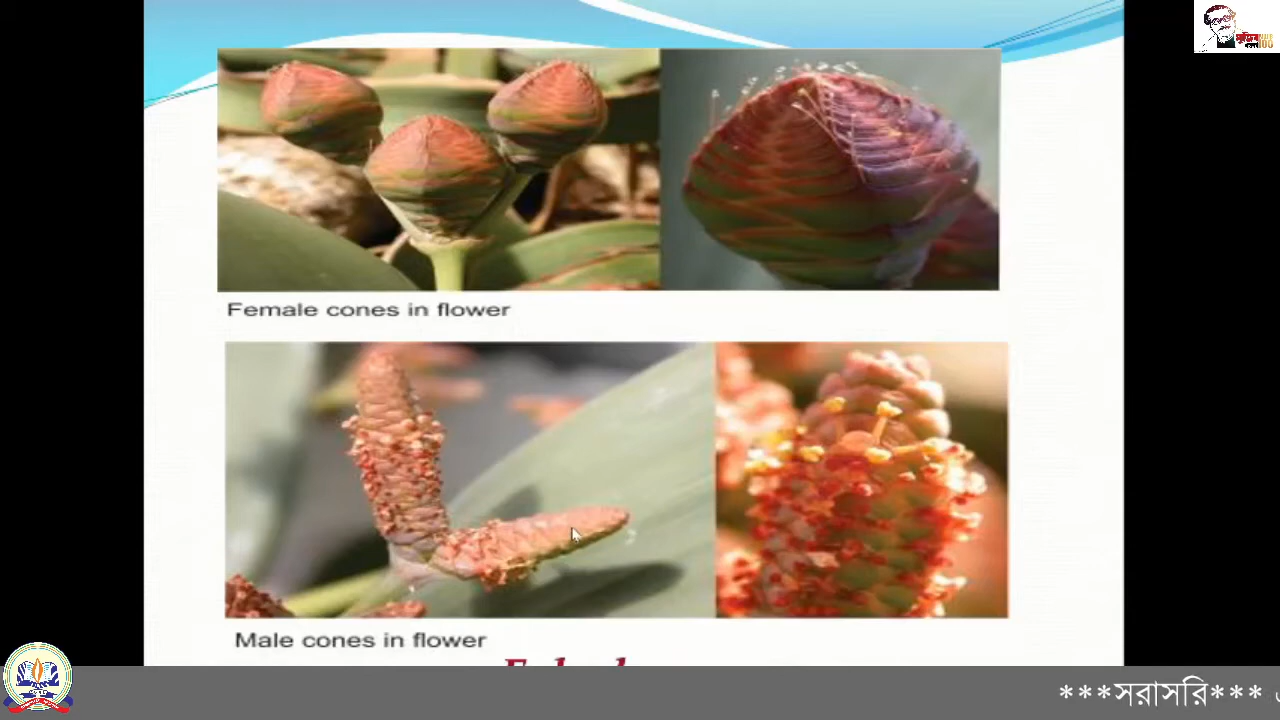 Female cones in flower
Male cones in flower
***সরাসরি***